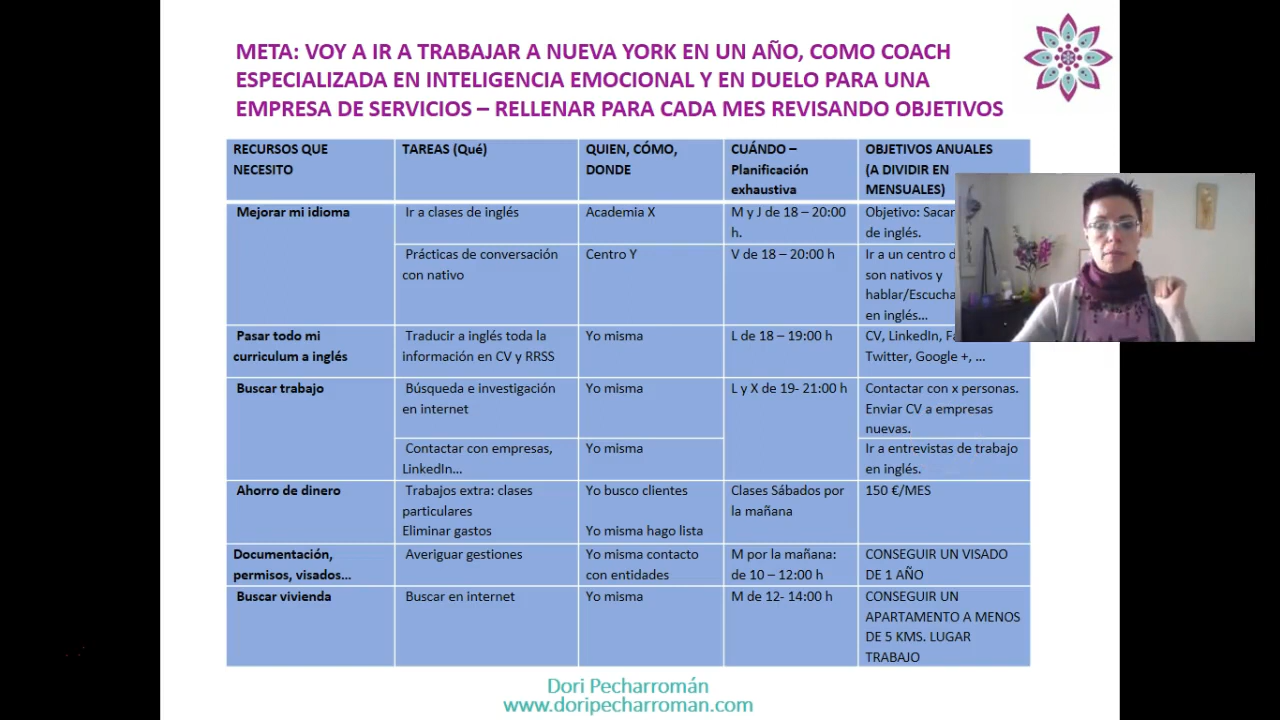 META: VOY A IR A TRABAJAR A NUEVA YORK EN UN AÑO, COMO COACH
ESPECIALIZADA EN INTELIGENCIA EMOCIONAL Y EN DUELO PARA UNA
EMPRESA DE SERVICIOS – RELLENAR PARA CADA MES REVISANDO OBJETIVOS
RECURSOS QUE
NECESITO
TAREAS (Qué)
QUIEN, CÓMO,
DONDE
CUÁNDO –
Planificación
exhaustiva
OBJETIVOS ANUALES
(A DIVIDIR EN
MENSUALES)
Mejorar mi idioma
Ir a clases de inglés
Academia X
M y J de 18 – 20:00
h.
Objetivo: Sacar
de inglés.
Prácticas de conversación
con nativo
Centro Y
V de 18 – 20:00 h
Ir a un centro
son nativos y
hablar/Escucha
en inglés…
Pasar todo mi
curriculum a inglés
Traducir a inglés toda la
información en CV y RRSS
Yo misma
L de 18 – 19:00 h
CV, LinkedIn,
Twitter, Google +, …
Buscar trabajo
Búsqueda e investigación
en internet
Yo misma
L y X de 19- 21:00 h
Contactar con x personas.
Enviar CV a empresas
nuevas.
Contactar con empresas,
LinkedIn…
Yo misma
Ir a entrevistas de trabajo
en inglés.
Ahorro de dinero
Trabajos extra: clases
particulares
Eliminar gastos
Yo busco clientes
Yo misma hago lista
Clases Sábados por
la mañana
150 €/MES
Documentación,
permisos, visados…
Averiguar gestiones
Yo misma contacto
con entidades
M por la mañana:
de 10 – 12:00 h
CONSEGUIR UN VISADO
DE 1 AÑO
Buscar vivienda
Buscar en internet
Yo misma
M de 12- 14:00 h
CONSEGUIR UN
APARTAMENTO A MENOS
DE 5 KMS. LUGAR
TRABAJO
Dori Pecharromán
www.doripecharroman.com